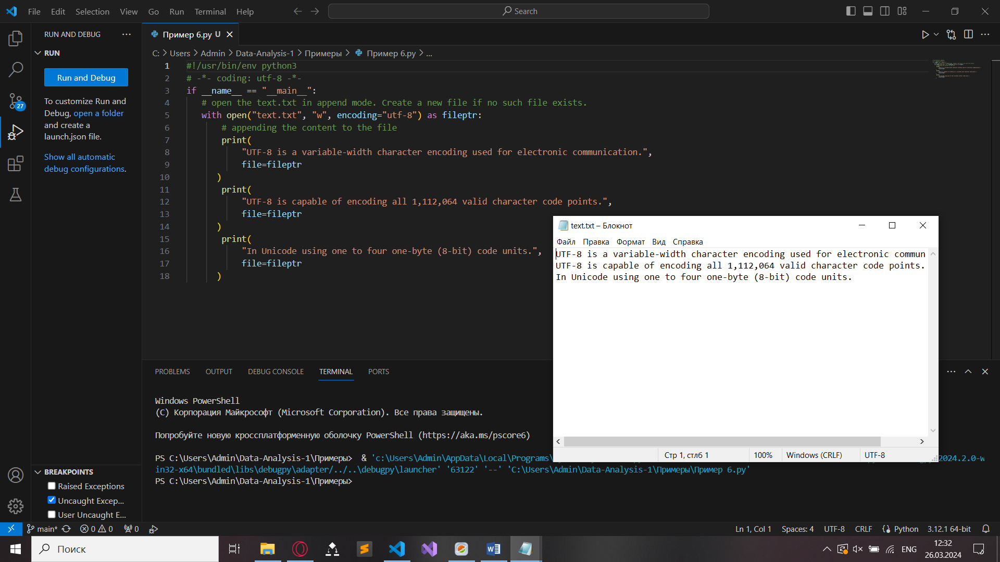 File Edit Selection View Go Run Terminal Help
Search
RUN AND DEBUG ...
RUN
Run and Debug
To customize Run and
Debug, open a folder
and create a
launch.json file.
Show all automatic
debug configurations.
27
Пример 6.py U
C: > Users > Admin > Data-Analysis-1 > Примеры > Пример 6.py > ...
1 #!/usr/bin/env python3
2 # -*- coding: utf-8 -*-
3 if __name__ == "__main__":
4 # open the text.txt in append mode. Create a new file if no such file exists.
5 with open("text.txt", "w", encoding="utf-8") as fileptr:
6 # appending the content to the file
7 print(
8 "UTF-8 is a variable-width character encoding used for electronic communication.",
9 file=fileptr
10 )
11 print(
12 "UTF-8 is capable of encoding all 1,112,064 valid character code points.",
13 file=fileptr
14 )
15 print(
16 "In Unicode using one to four one-byte (8-bit) code units.",
17 file=fileptr
18 )
text.txt – Блокнот
Файл Правка Формат Вид Справка
UTF-8 is a variable-width character encoding used for electronic commun
UTF-8 is capable of encoding all 1,112,064 valid character code points.
In Unicode using one to four one-byte (8-bit) code units.
Стр 1, стлб 1 100% Windows (CRLF) UTF-8
PROBLEMS OUTPUT DEBUG CONSOLE TERMINAL PORTS
Windows PowerShell
(C) Корпорация Майкрософт (Microsoft Corporation). Все права защищены.
Попробуйте новую кроссплатформенную оболочку PowerShell (https://aka.ms/pscore6)
PS C:\Users\Admin\Data-Analysis-1\Примеры> & 'c:\Users\Admin\AppData\Local\Programs\ 2024.2.0-w
in32-x64\bundled\libs\debugpy\adapter/../..\debugpy\launcher' '63122' '--' 'C:\Users\Admin\Data-Analysis-1\Примеры\Пример 6.py'
PS C:\Users\Admin\Data-Analysis-1\Примеры>
BREAKPOINTS
Raised Exceptions
Uncaught Excep...
User Uncaught E...
main* 0 0 0
Ln 1, Col 1 Spaces: 4 UTF-8 CRLF Python 3.12.1 64-bit
Поиск
ENG
12:32
26.03.2024